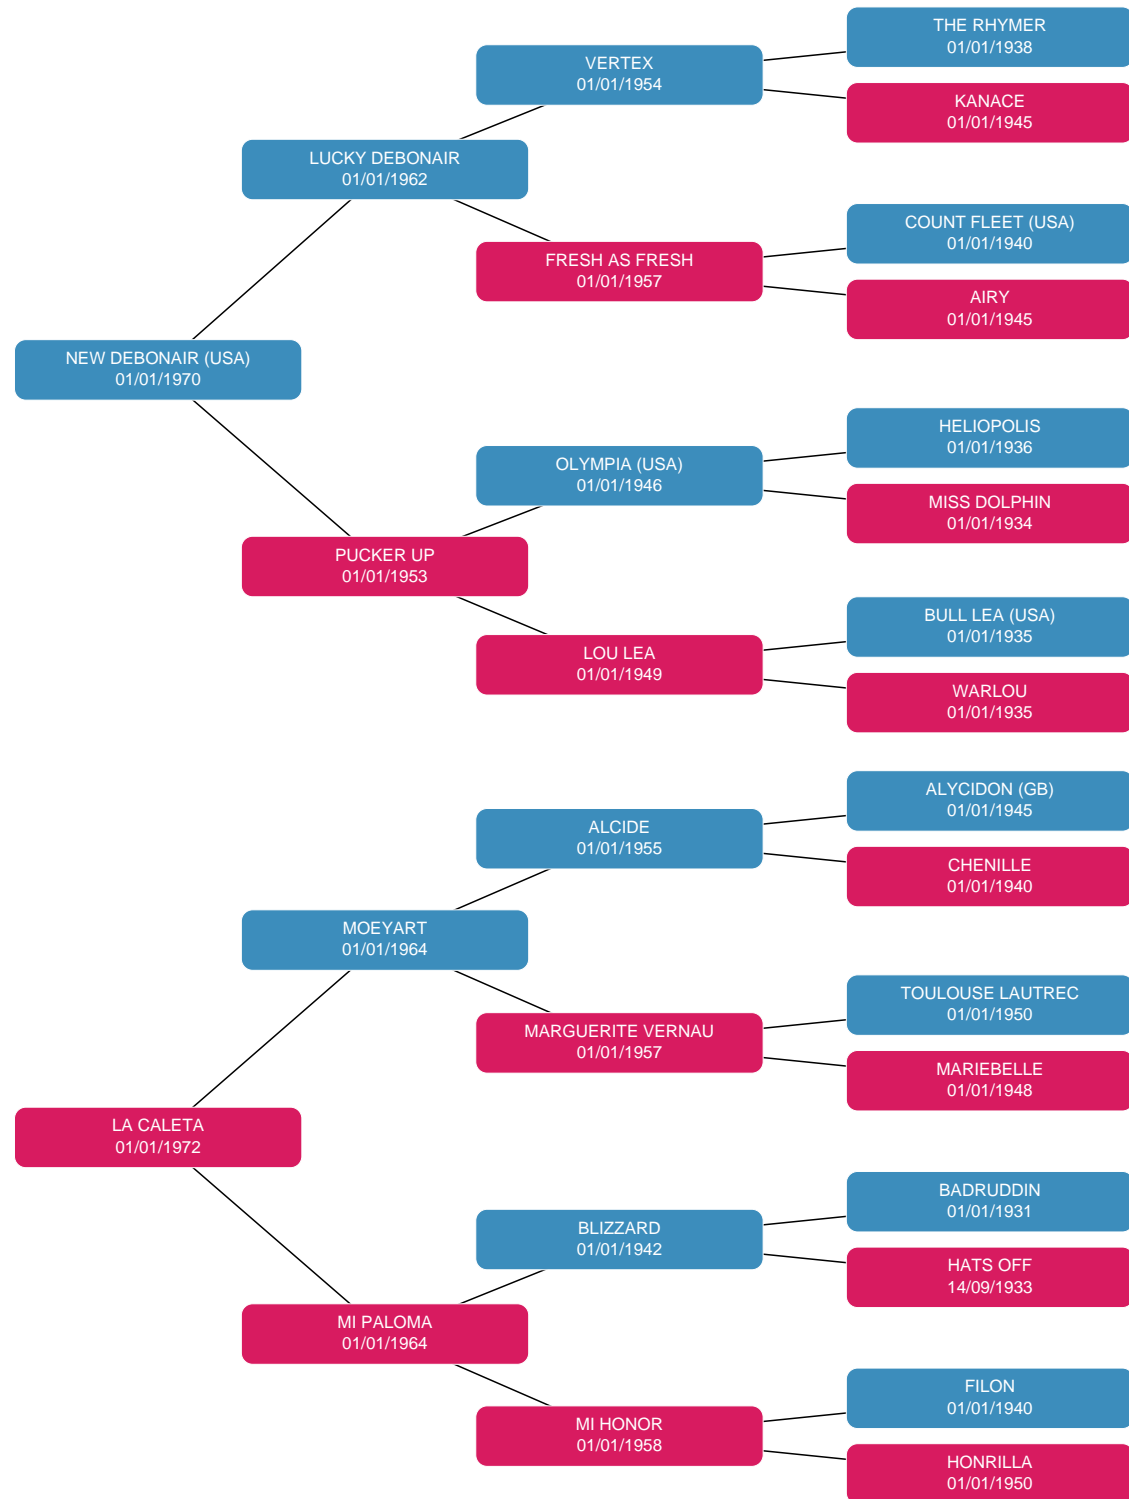 THE RHYMER
01/01/1938
VERTEX
01/01/1954
KANACE
01/01/1945
LUCKY DEBONAIR
01/01/1962
COUNT FLEET (USA)
01/01/1940
FRESH AS FRESH
01/01/1957
AIRY
01/01/1945
NEW DEBONAIR (USA)
01/01/1970
HELIOPOLIS
01/01/1936
OLYMPIA (USA)
01/01/1946
MISS DOLPHIN
01/01/1934
PUCKER UP
01/01/1953
BULL LEA (USA)
01/01/1935
LOU LEA
01/01/1949
WARLOU
01/01/1935
ALYCIDON (GB)
01/01/1945
ALCIDE
01/01/1955
CHENILLE
01/01/1940
MOEYART
01/01/1964
TOULOUSE LAUTREC
01/01/1950
MARGUERITE VERNAU
01/01/1957
MARIEBELLE
01/01/1948
LA CALETA
01/01/1972
BADRUDDIN
01/01/1931
BLIZZARD
01/01/1942
HATS OFF
14/09/1933
MI PALOMA
01/01/1964
FILON
01/01/1940
MI HONOR
01/01/1958
HONRILLA
01/01/1950